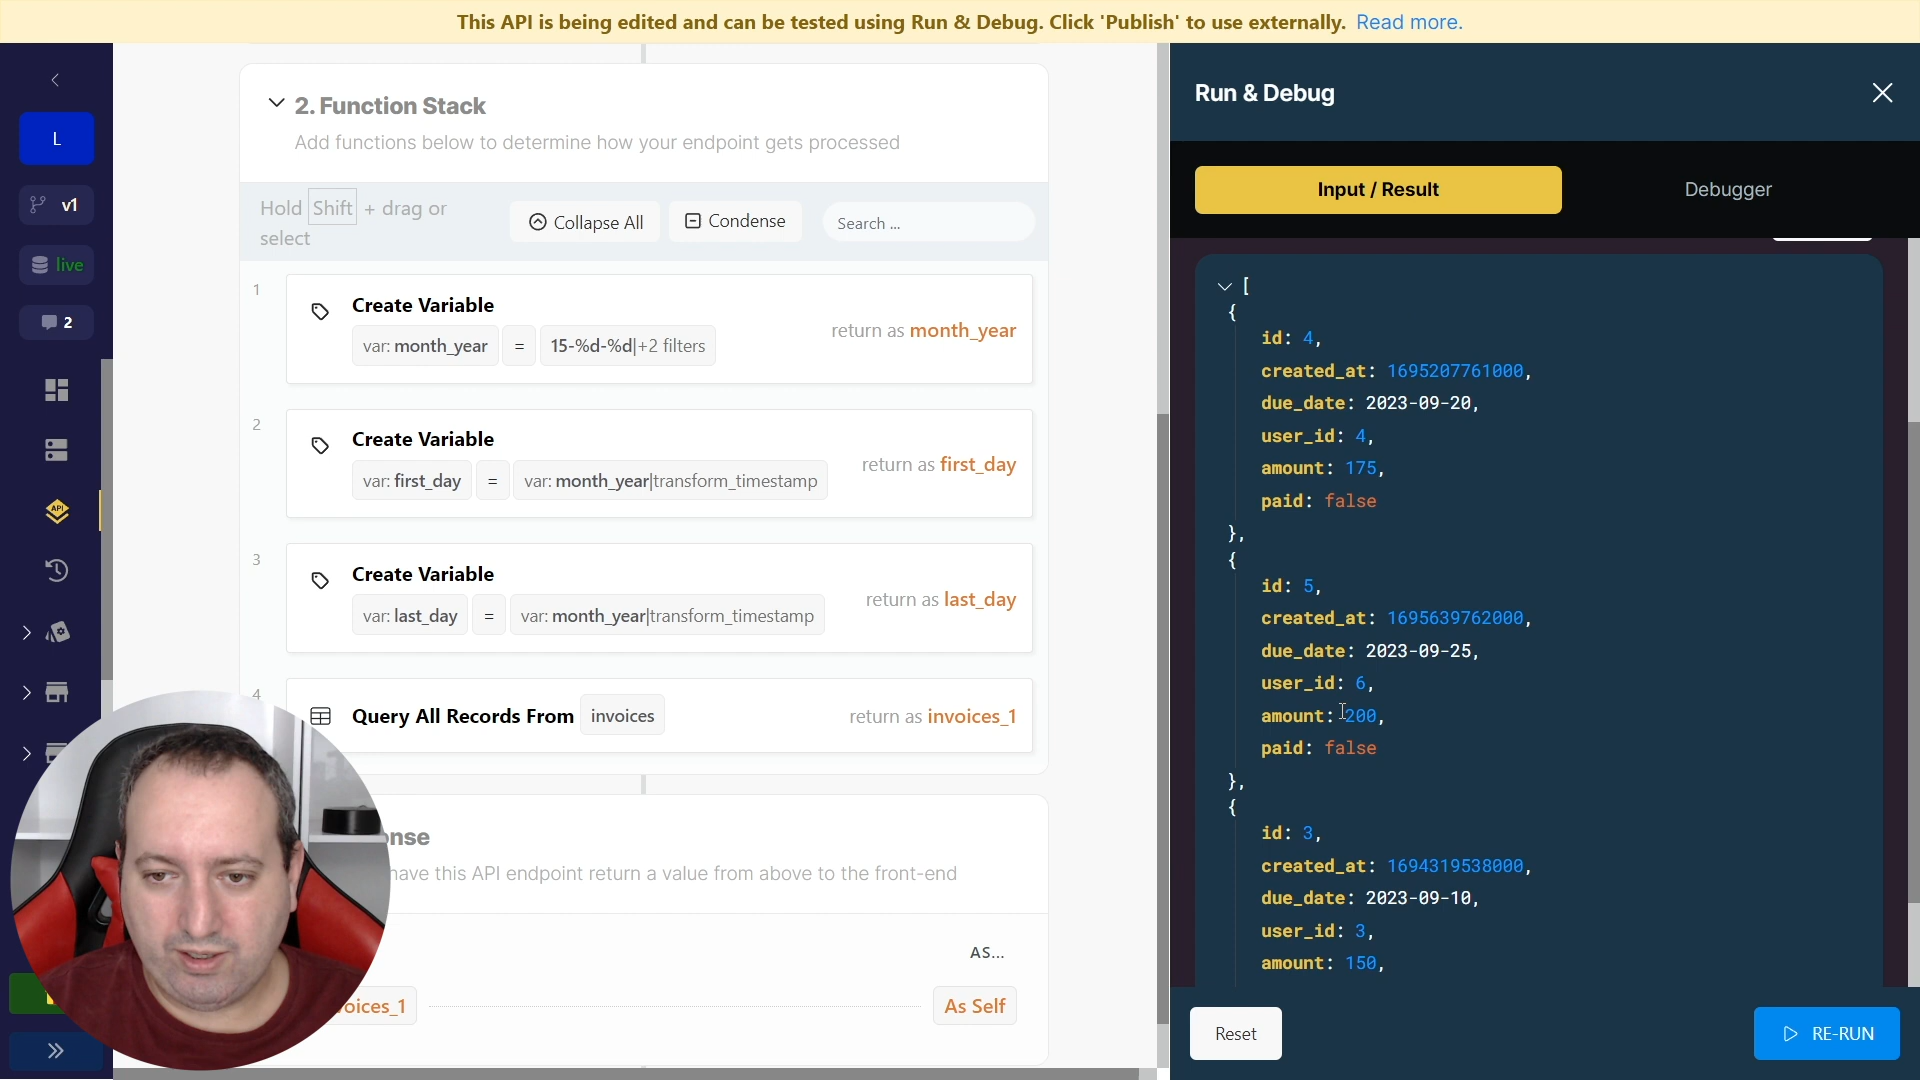 This API is being edited and can be tested using Run & Debug. Click 'Publish' to use externally. Read more.
L
v1
live
2
API
2. Function Stack
Add functions below to determine how your endpoint gets processed
Hold Shift + drag or
select
Collapse All
Condense
Search ...
1
Create Variable
var: month_year = 15-%d-%d|+2 filters
return as month_year
2
Create Variable
var: first_day = var: month_year|transform_timestamp
return as first_day
3
Create Variable
var: last_day = var: month_year|transform_timestamp
return as last_day
4
Query All Records From invoices
return as invoices_1
onse
have this API endpoint return a value from above to the front-end
AS...
oices_1
As Self
Run & Debug
Input / Result
Debugger
[
{
id: 4,
created_at: 1695207761000,
due_date: 2023-09-20,
user_id: 4,
amount: 175,
paid: false
},
{
id: 5,
created_at: 1695639762000,
due_date: 2023-09-25,
user_id: 6,
amount: 200,
paid: false
},
{
id: 3,
created_at: 1694319538000,
due_date: 2023-09-10,
user_id: 3,
amount: 150,
Reset
RE-RUN